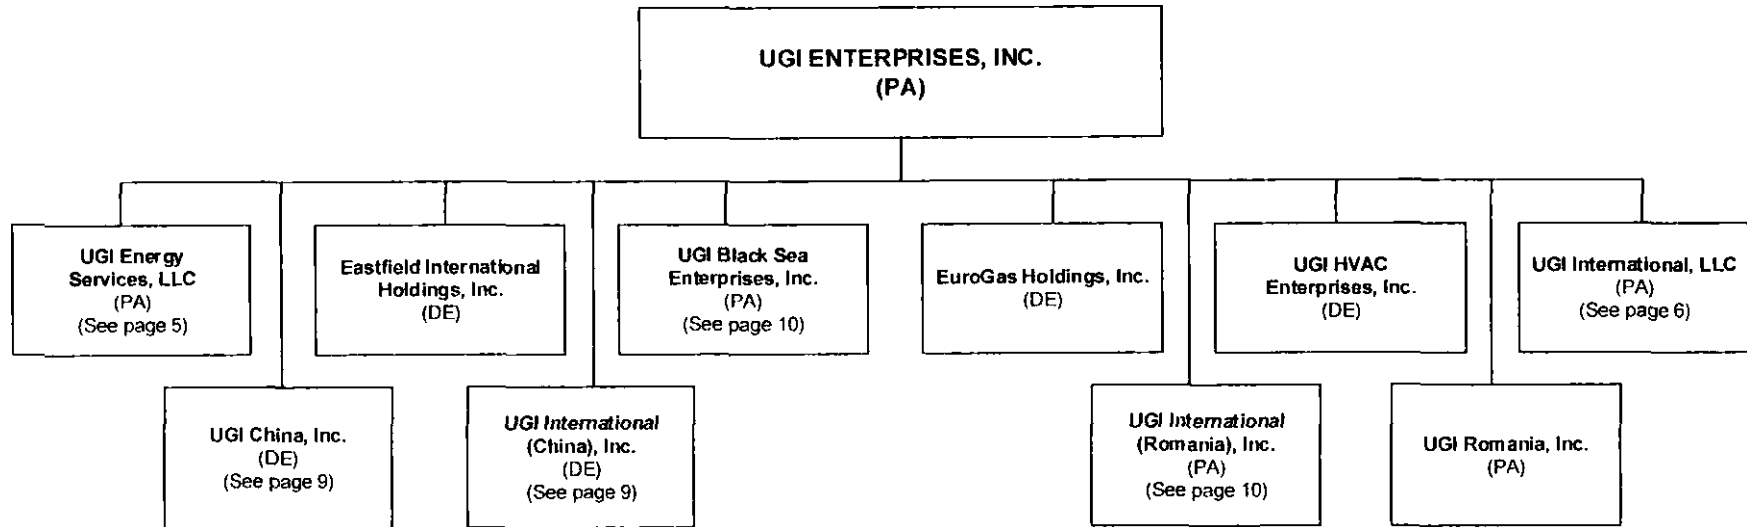 UGI ENTERPRISES, INC.
(PA)
UGI Energy
Services, LLC
(PA)
(See page 5)
Eastfield International
Holdings, Inc.
(DE)
UGI Black Sea
Enterprises, Inc.
(PA)
(See page 10)
EuroGas Holdings, Inc.
(DE)
UGI HVAC
Enterprises, Inc.
(DE)
UGI International, LLC
(PA)
(See page 6)
UGI China, Inc.
(DE)
(See page 9)
UGI International
(China), Inc.
(DE)
(See page 9)
UGI International
(Romania), Inc.
(PA)
(See page 10)
UGI Romania, Inc.
(PA)